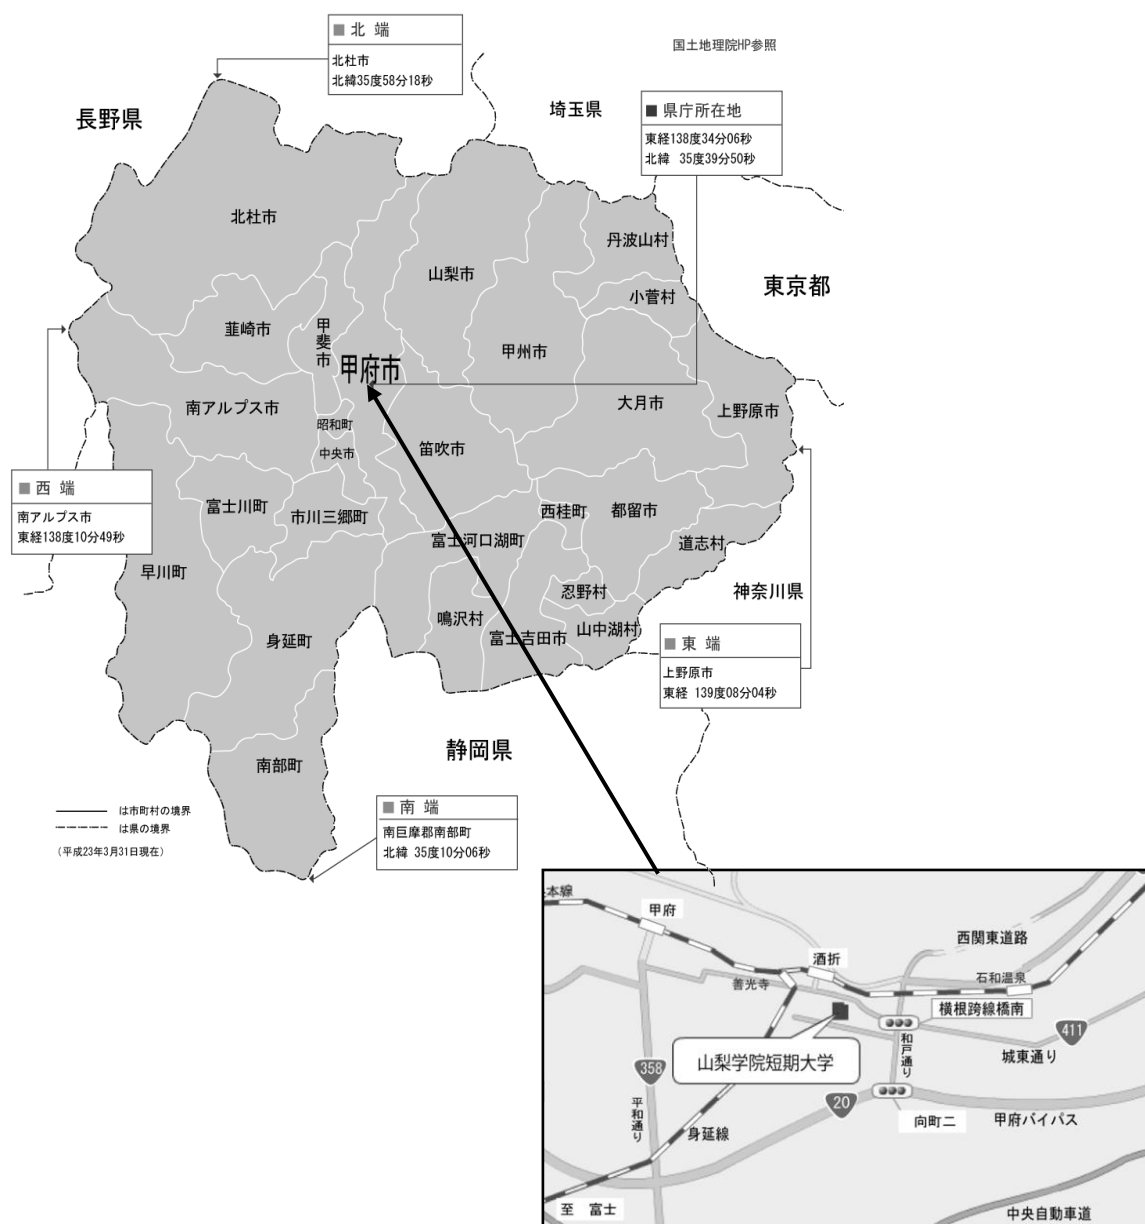 ■ 北 端
北杜市
北緯35度58分18秒
国土地理院HP参照
長野県
埼玉県
■ 県庁所在地
東経138度34分06秒
北緯 35度39分50秒
北杜市
丹波山村
山梨市
東京都
小菅村
韮崎市
甲斐市
甲州市
甲府市
南アルプス市
大月市
上野原市
昭和町
笛吹市
中央市
■ 西 端
南アルプス市
東経138度10分49秒
富士川町
市川三郷町
西桂町
都留市
富士河口湖町
道志村
早川町
忍野村
神奈川県
鳴沢村
山中湖村
富士吉田市
身延町
■ 東 端
上野原市
東経 139度08分04秒
静岡県
南部町
■ 南 端
南巨摩郡南部町
北緯 35度10分06秒
は市町村の境界
は県の境界
(平成23年3月31日現在)
本線
甲府
西関東道路
酒折
石和温泉
善光寺
横根跨線橋南
411
和戸通り
城東通り
山梨学院短期大学
358
20
平和通り
向町二
甲府バイパス
身延線
至 富士
中央自動車道